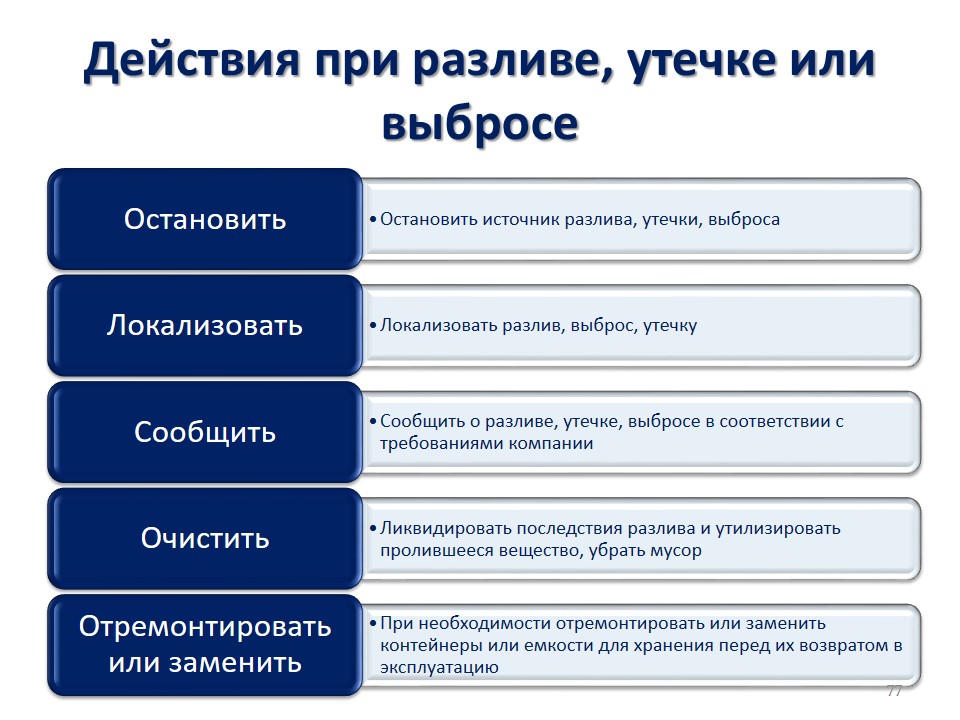 Действия при разливе, утечке или
выбросе
Остановить
•Остановить источник разлива, утечки, выброса
Локализовать
•Локализовать разлив, выброс, утечку
Сообщить
•Сообщить о разливе, утечке, выбросе в соответствии с
требованиями компании
Очистить
•Ликвидировать последствия разлива и утилизировать
пролившееся вещество, убрать мусор
Отремонтировать
или заменить
•При необходимости отремонтировать или заменить
контейнеры или емкости для хранения перед их возвратом в
эксплуатацию
77